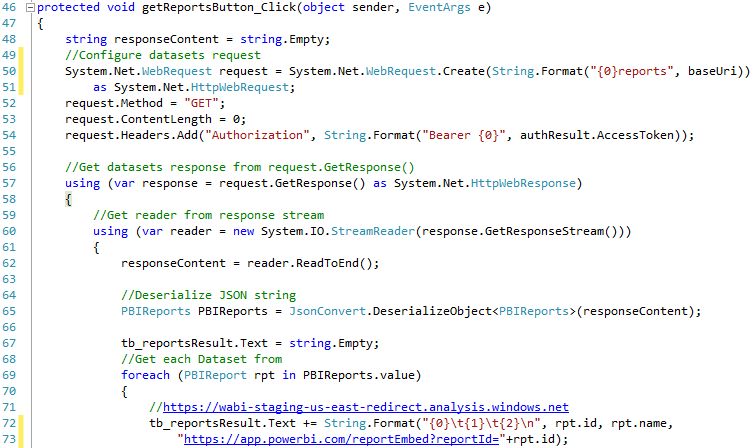 46 protected void getReportsButton_Click(object sender, EventArgs e)
47 {
48 string responseContent = string.Empty;
49 //Configure datasets request
50 System.Net.WebRequest request = System.Net.WebRequest.Create(String.Format("{0}reports", baseUri))
51 as System.Net.HttpWebRequest;
52 request.Method = "GET";
53 request.ContentLength = 0;
54 request.Headers.Add("Authorization", String.Format("Bearer {0}", authResult.AccessToken));
55
56 //Get datasets response from request.GetResponse()
57 using (var response = request.GetResponse() as System.Net.HttpWebResponse)
58 {
59 //Get reader from response stream
60 using (var reader = new System.IO.StreamReader(response.GetResponseStream()))
61 {
62 responseContent = reader.ReadToEnd();
63
64 //Deserialize JSON string
65 PBIReports PBIReports = JsonConvert.DeserializeObject<PBIReports>(responseContent);
66
67 tb_reportsResult.Text = string.Empty;
68 //Get each Dataset from
69 foreach (PBIReport rpt in PBIReports.value)
70 {
71 //https://wabi-staging-us-east-redirect.analysis.windows.net
72 tb_reportsResult.Text += String.Format("{0}\t{1}\t{2}\n", rpt.id, rpt.name,
73 "https://app.powerbi.com/reportEmbed?reportId="+rpt.id);